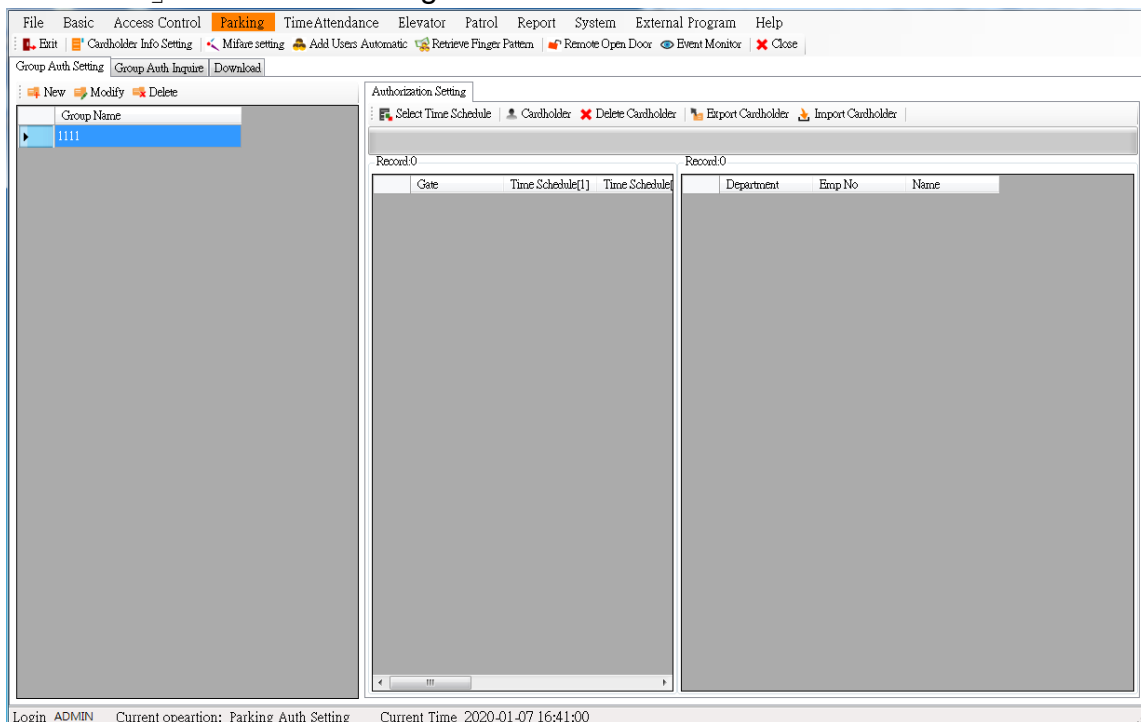 File Basic Access Control Parking TimeAttendance Elevator Patrol Report System External Program Help
Exit Cardholder Info Setting Mifare setting Add Users Automatic Retrieve Finger Pattern Remote Open Door Event Monitor Close
Group Auth Setting Group Auth Inquire Download
New Modify Delete
Authorization Setting
Select Time Schedule Cardholder Delete Cardholder Export Cardholder Import Cardholder
Group Name
1111
Record:0
Gate Time Schedule[1] Time Schedule[
Record:0
Department Emp No Name
Login ADMIN Current opeartion: Parking Auth Setting Current Time 2020-01-07 16:41:00